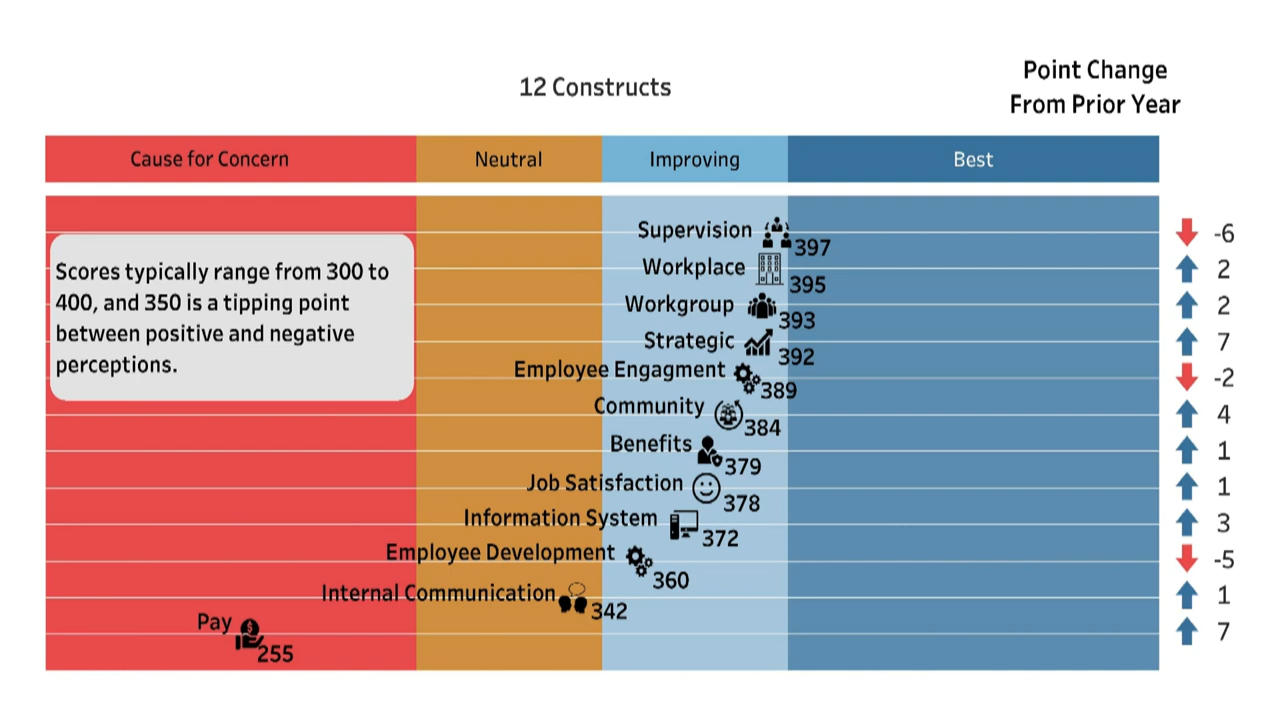 12 Constructs
Point Change
From Prior Year
Cause for Concern
Neutral
Improving
Best
Scores typically range from 300 to
400, and 350 is a tipping point
between positive and negative
perceptions.
Supervision 397 -6
Workplace 395 2
Workgroup 393 2
Strategic 392 7
Employee Engagment 389 -2
Community 384 4
Benefits 379 1
Job Satisfaction 378 1
Information System 372 3
Employee Development 360 -5
Internal Communication 342 1
Pay $ 255 7